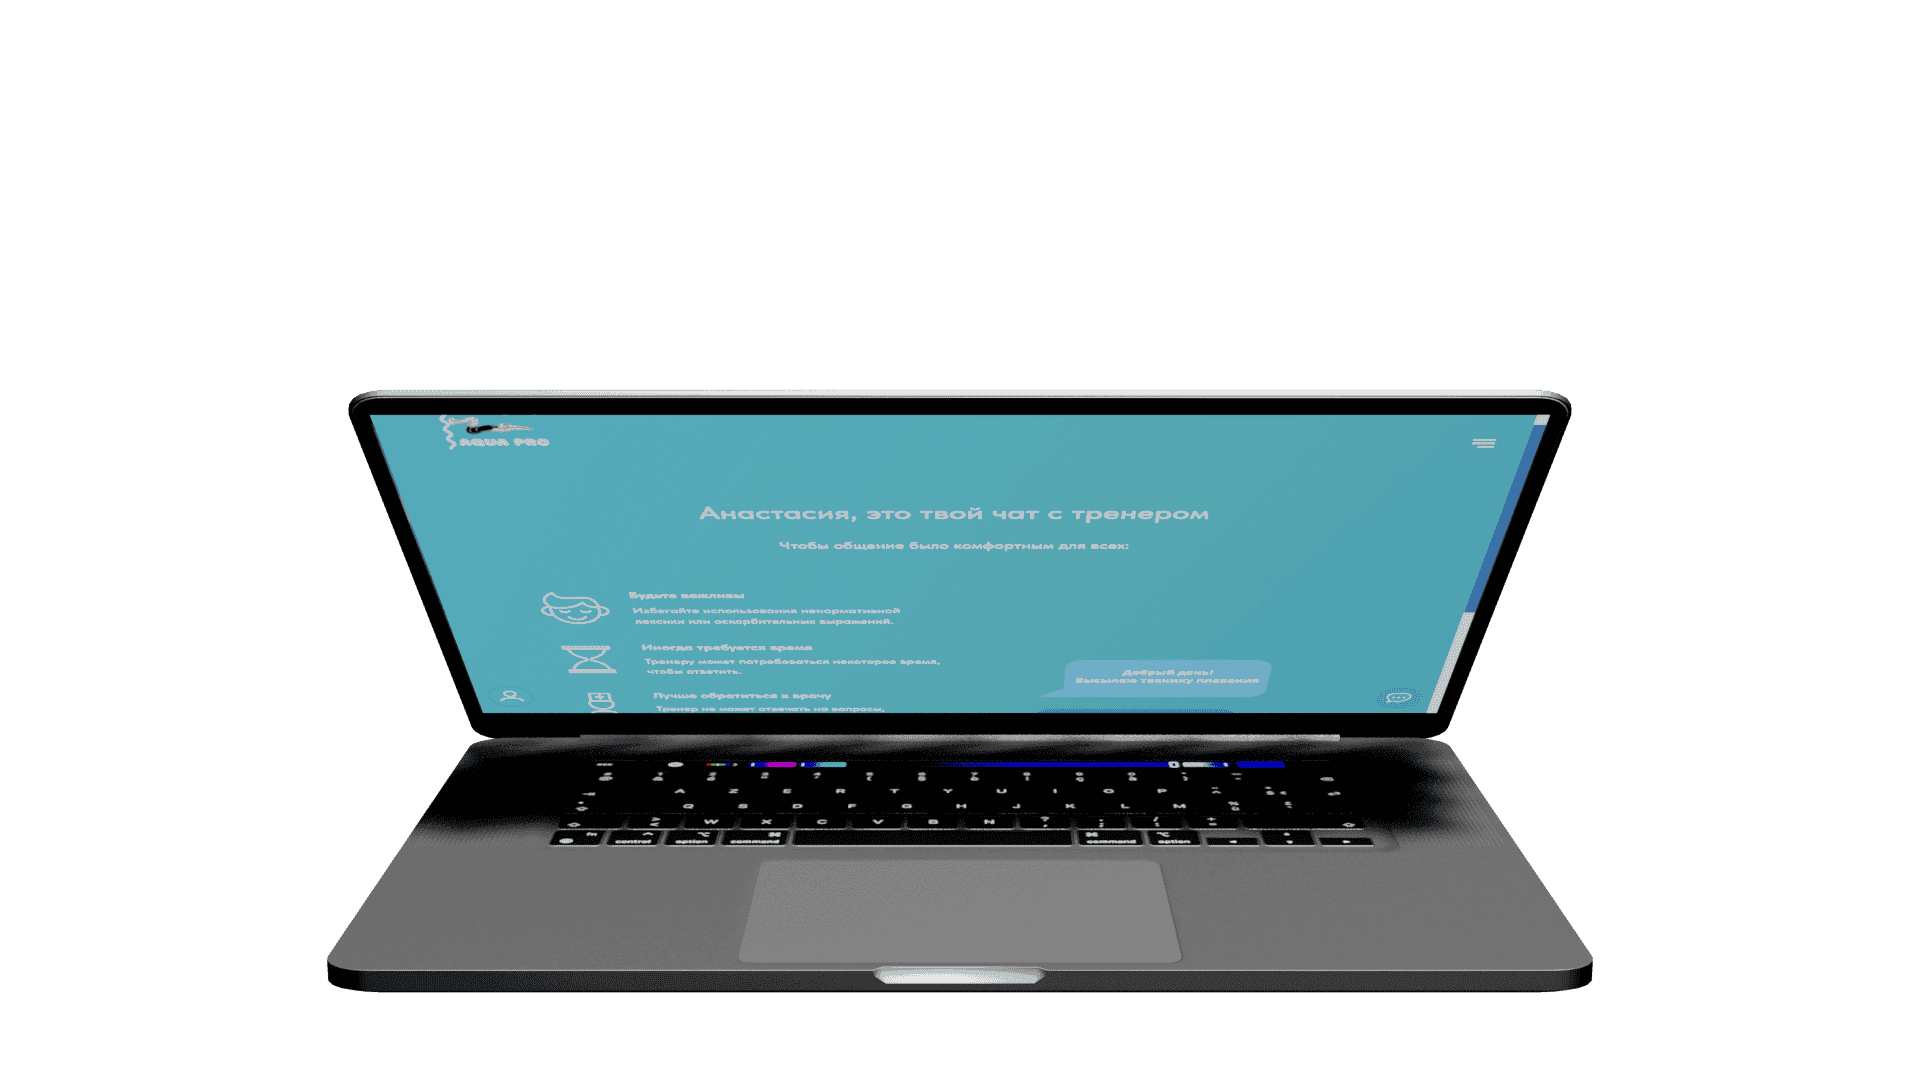 AQUA PRO
Анастасия, это твой чат с тренером
Чтобы общение было комфортным для всех:
Будьте вежливы
Избегайте использования ненормативной
лексики или оскорбительных выражений.
Иногда требуется время
Тренеру может потребоваться некоторое время,
чтобы ответить.
Лучше обратиться к врачу
Тренер не может отвечать на вопросы,
Добрый день!
Высылаю технику плавания
A Z E R T Y U I O P
Q S D F G H J K L M
W X C V B N ? ; / +
fn control option command command option